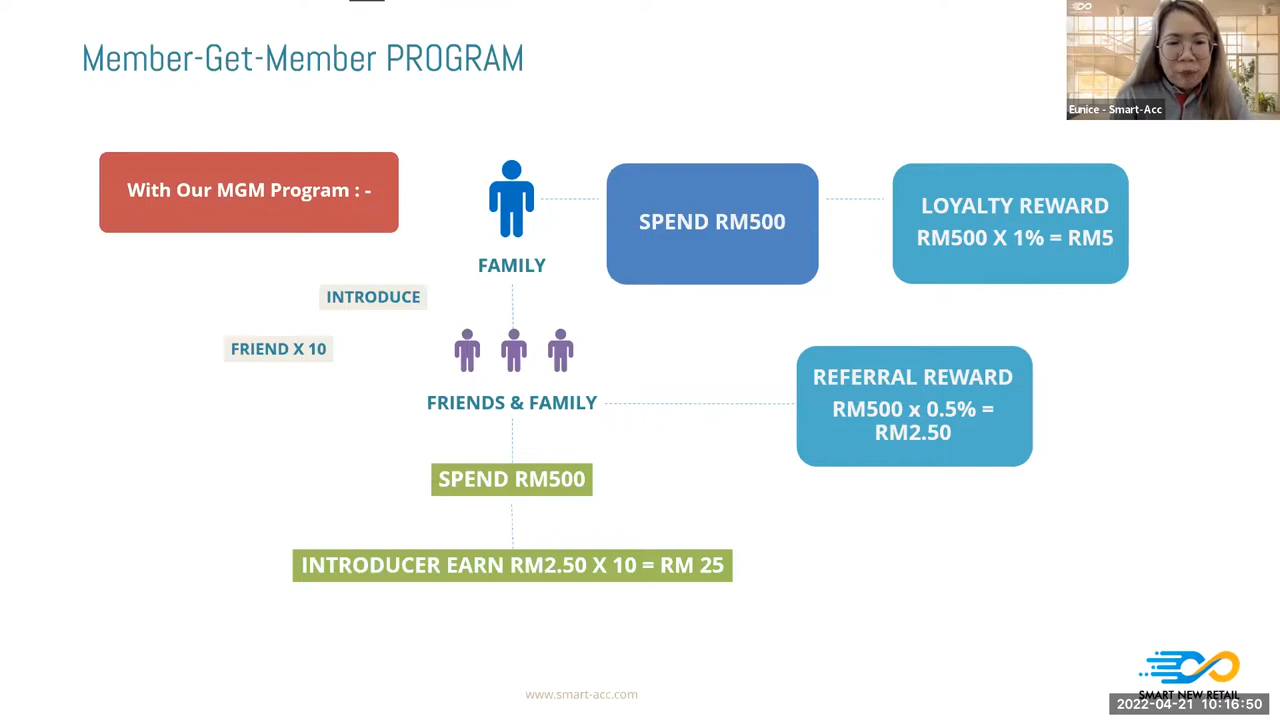 Member-Get-Member PROGRAM
Eunice - Smart-Acc
With Our MGM Program : -
SPEND RM500
LOYALTY REWARD
RM500 X 1% = RM5
FAMILY
INTRODUCE
FRIEND X 10
FRIENDS & FAMILY
REFERRAL REWARD
RM500 x 0.5% =
RM2.50
SPEND RM500
INTRODUCER EARN RM2.50 X 10 = RM 25
www.smart-acc.com
SMART NEW RETAIL
2022-04-21 10:16:50